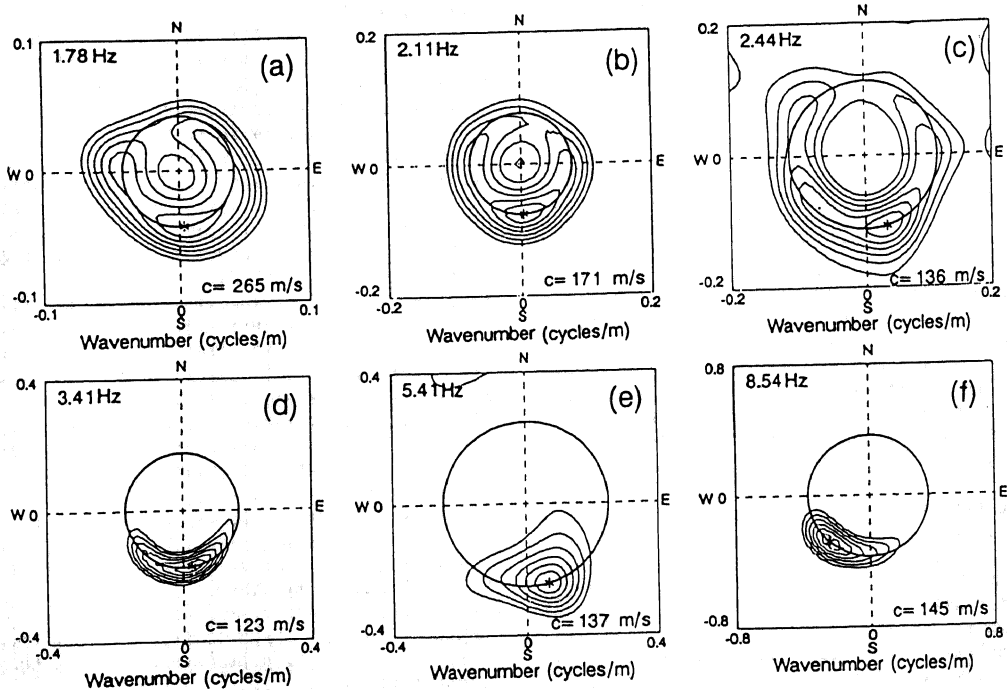 N
0.1
1.78 Hz
(a)
W 0
E
c= 265 m/s
-0.1
-0.1
0
0.1
S
Wavenumber (cycles/m)
N
0.2
2.11Hz
(b)
W 0
E
c= 171 m/s
-0.2
-0.2
0
0.2
S
Wavenumber (cycles/m)
N
0.2
2.44Hz
(c)
W 0
E
c= 136 m/s
-0.2
-0.2
0
0.2
S
Wavenumber (cycles/m)
N
0.4
3.41Hz
(d)
W 0
E
c= 123 m/s
-0.4
-0.4
0
0.4
S
Wavenumber (cycles/m)
N
0.4
5.41Hz
(e)
W 0
E
c= 137 m/s
-0.4
-0.4
0
0.4
S
Wavenumber (cycles/m)
N
0.8
8.54Hz
(f)
W 0
E
c= 145 m/s
-0.8
-0.8
0
0.8
S
Wavenumber (cycles/m)